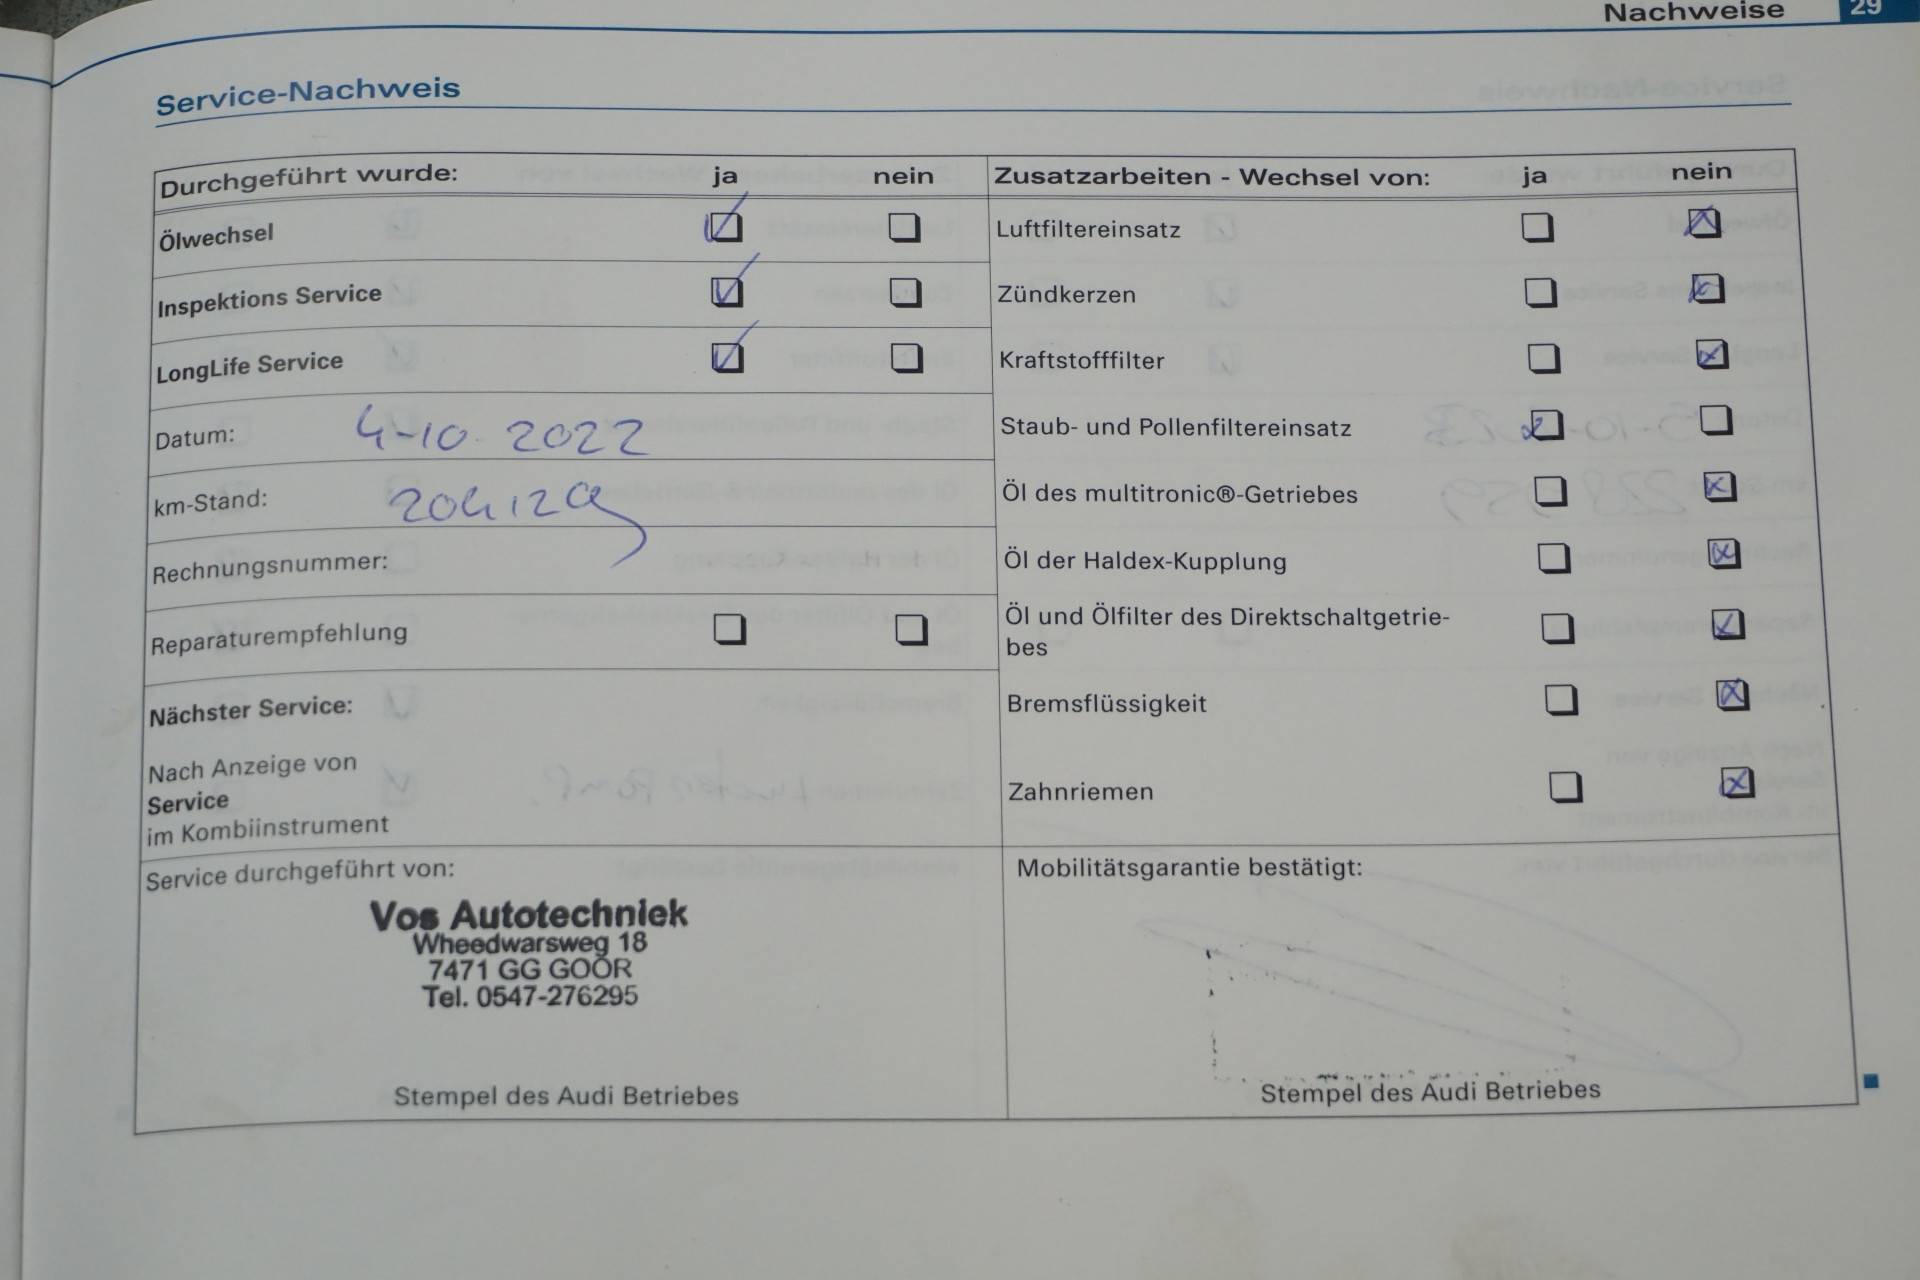 Nachweise 29
Service-Nachweis
Durchgeführt wurde: ja nein
Ölwechsel
Inspektions Service
LongLife Service
Datum: 4-10 2022
km-Stand: 204129
Rechnungsnummer:
Reparaturempfehlung
Nächster Service:
Nach Anzeige von
Service
im Kombiinstrument
Service durchgeführt von:
Vos Autotechniek
Wheedwarsweg 18
7471 GG GOOR
Tel. 0547-276295
Stempel des Audi Betriebes
Zusatzarbeiten - Wechsel von: ja nein
Luftfiltereinsatz
Zündkerzen
Kraftstofffilter
Staub- und Pollenfiltereinsatz
Öl des multitronic®-Getriebes
Öl der Haldex-Kupplung
Öl und Ölfilter des Direktschaltgetrie-
bes
Bremsflüssigkeit
Zahnriemen
Mobilitätsgarantie bestätigt:
Stempel des Audi Betriebes